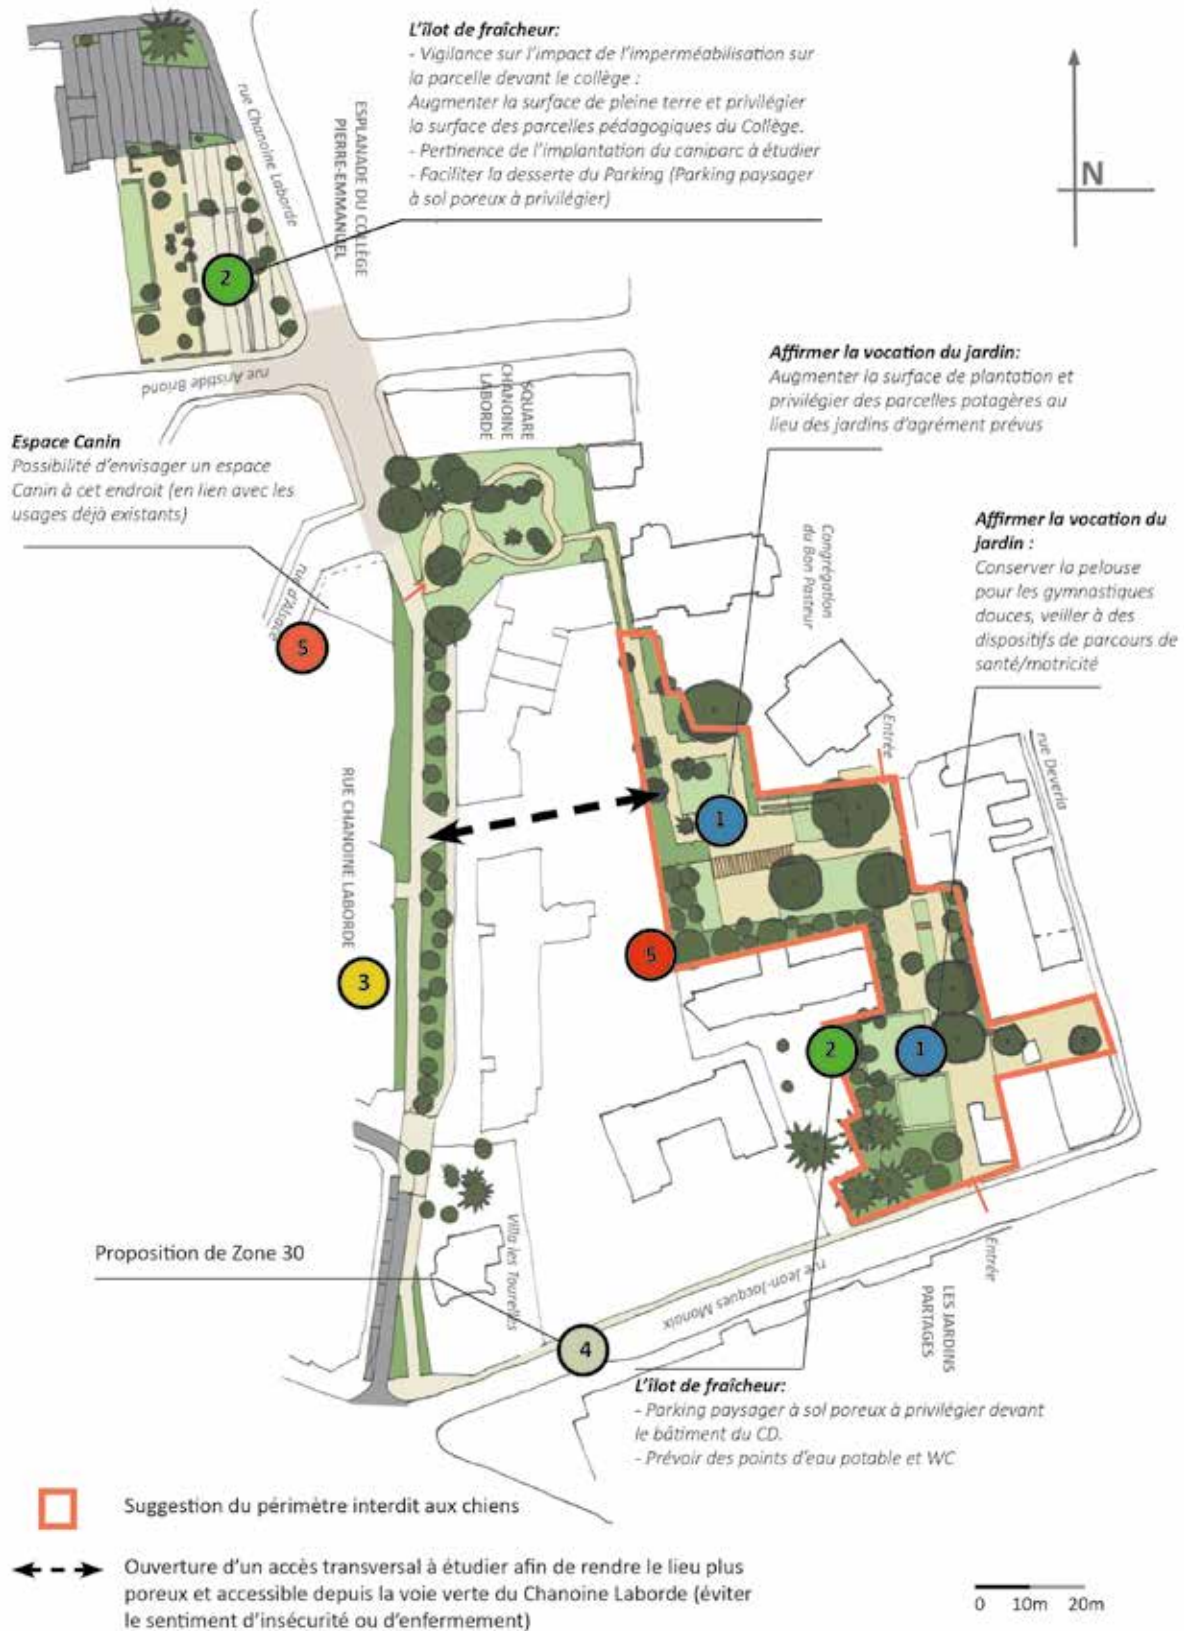 L'îlot de fraîcheur:
- Vigilance sur l'impact de l'imperméabilisation sur
la parcelle devant le collège :
Augmenter la surface de pleine terre et privilégier
la surface des parcelles pédagogiques du Collège.
- Pertinence de l'implantation du caniparc à étudier
- Faciliter la desserte du Parking (Parking paysager
à sol poreux à privilégier)
N
rue Chanoine Laborde
ESPLANADE DU COLLÈGE
PIERRE-EMMANUEL
2
rue Aristide Briand
Affirmer la vocation du jardin:
Augmenter la surface de plantation et
privilégier des parcelles potagères au
lieu des jardins d'agrément prévus
SQUARE
CHANOINE
LABORDE
Espace Canin
Possibilité d'envisager un espace
Canin à cet endroit (en lien avec les
usages déjà existants)
Affirmer la vocation du
jardin :
Conserver la pelouse
pour les gymnastiques
douces, veiller à des
dispositifs de parcours de
santé/motricité
Congrégation
du Bon Pasteur
rue d'Alsace
5
Entrée
rue Deveria
1
RUE CHANOINE LABORDE
5
3
2
1
Villa les Tourelles
Entrée
Proposition de Zone 30
rue Jean-Jacques Monaix
LES JARDINS
PARTAGES
4
L'îlot de fraîcheur:
- Parking paysager à sol poreux à privilégier devant
le bâtiment du CD.
- Prévoir des points d'eau potable et WC
Suggestion du périmètre interdit aux chiens
Ouverture d'un accès transversal à étudier afin de rendre le lieu plus
poreux et accessible depuis la voie verte du Chanoine Laborde (éviter
le sentiment d'insécurité ou d'enfermement)
0 10m 20m